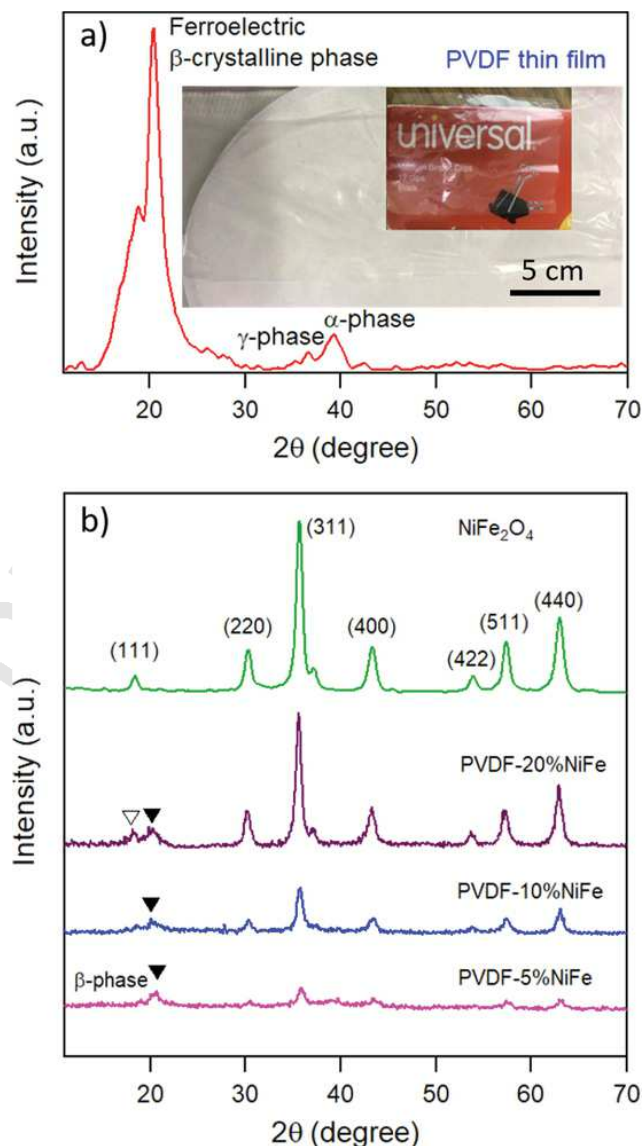 a)
Ferroelectric
β-crystalline phase
PVDF thin film
universal
5 cm
γ-phase
α-phase
Intensity (a.u.)
20
30
40
50
60
70
2θ (degree)
b)
(311)
NiFe₂O₄
(440)
(511)
(220)
(400)
(111)
(422)
PVDF-20%NiFe
▽ ▼
PVDF-10%NiFe
▼
β-phase ▼
PVDF-5%NiFe
Intensity (a.u.)
20
30
40
50
60
70
2θ (degree)